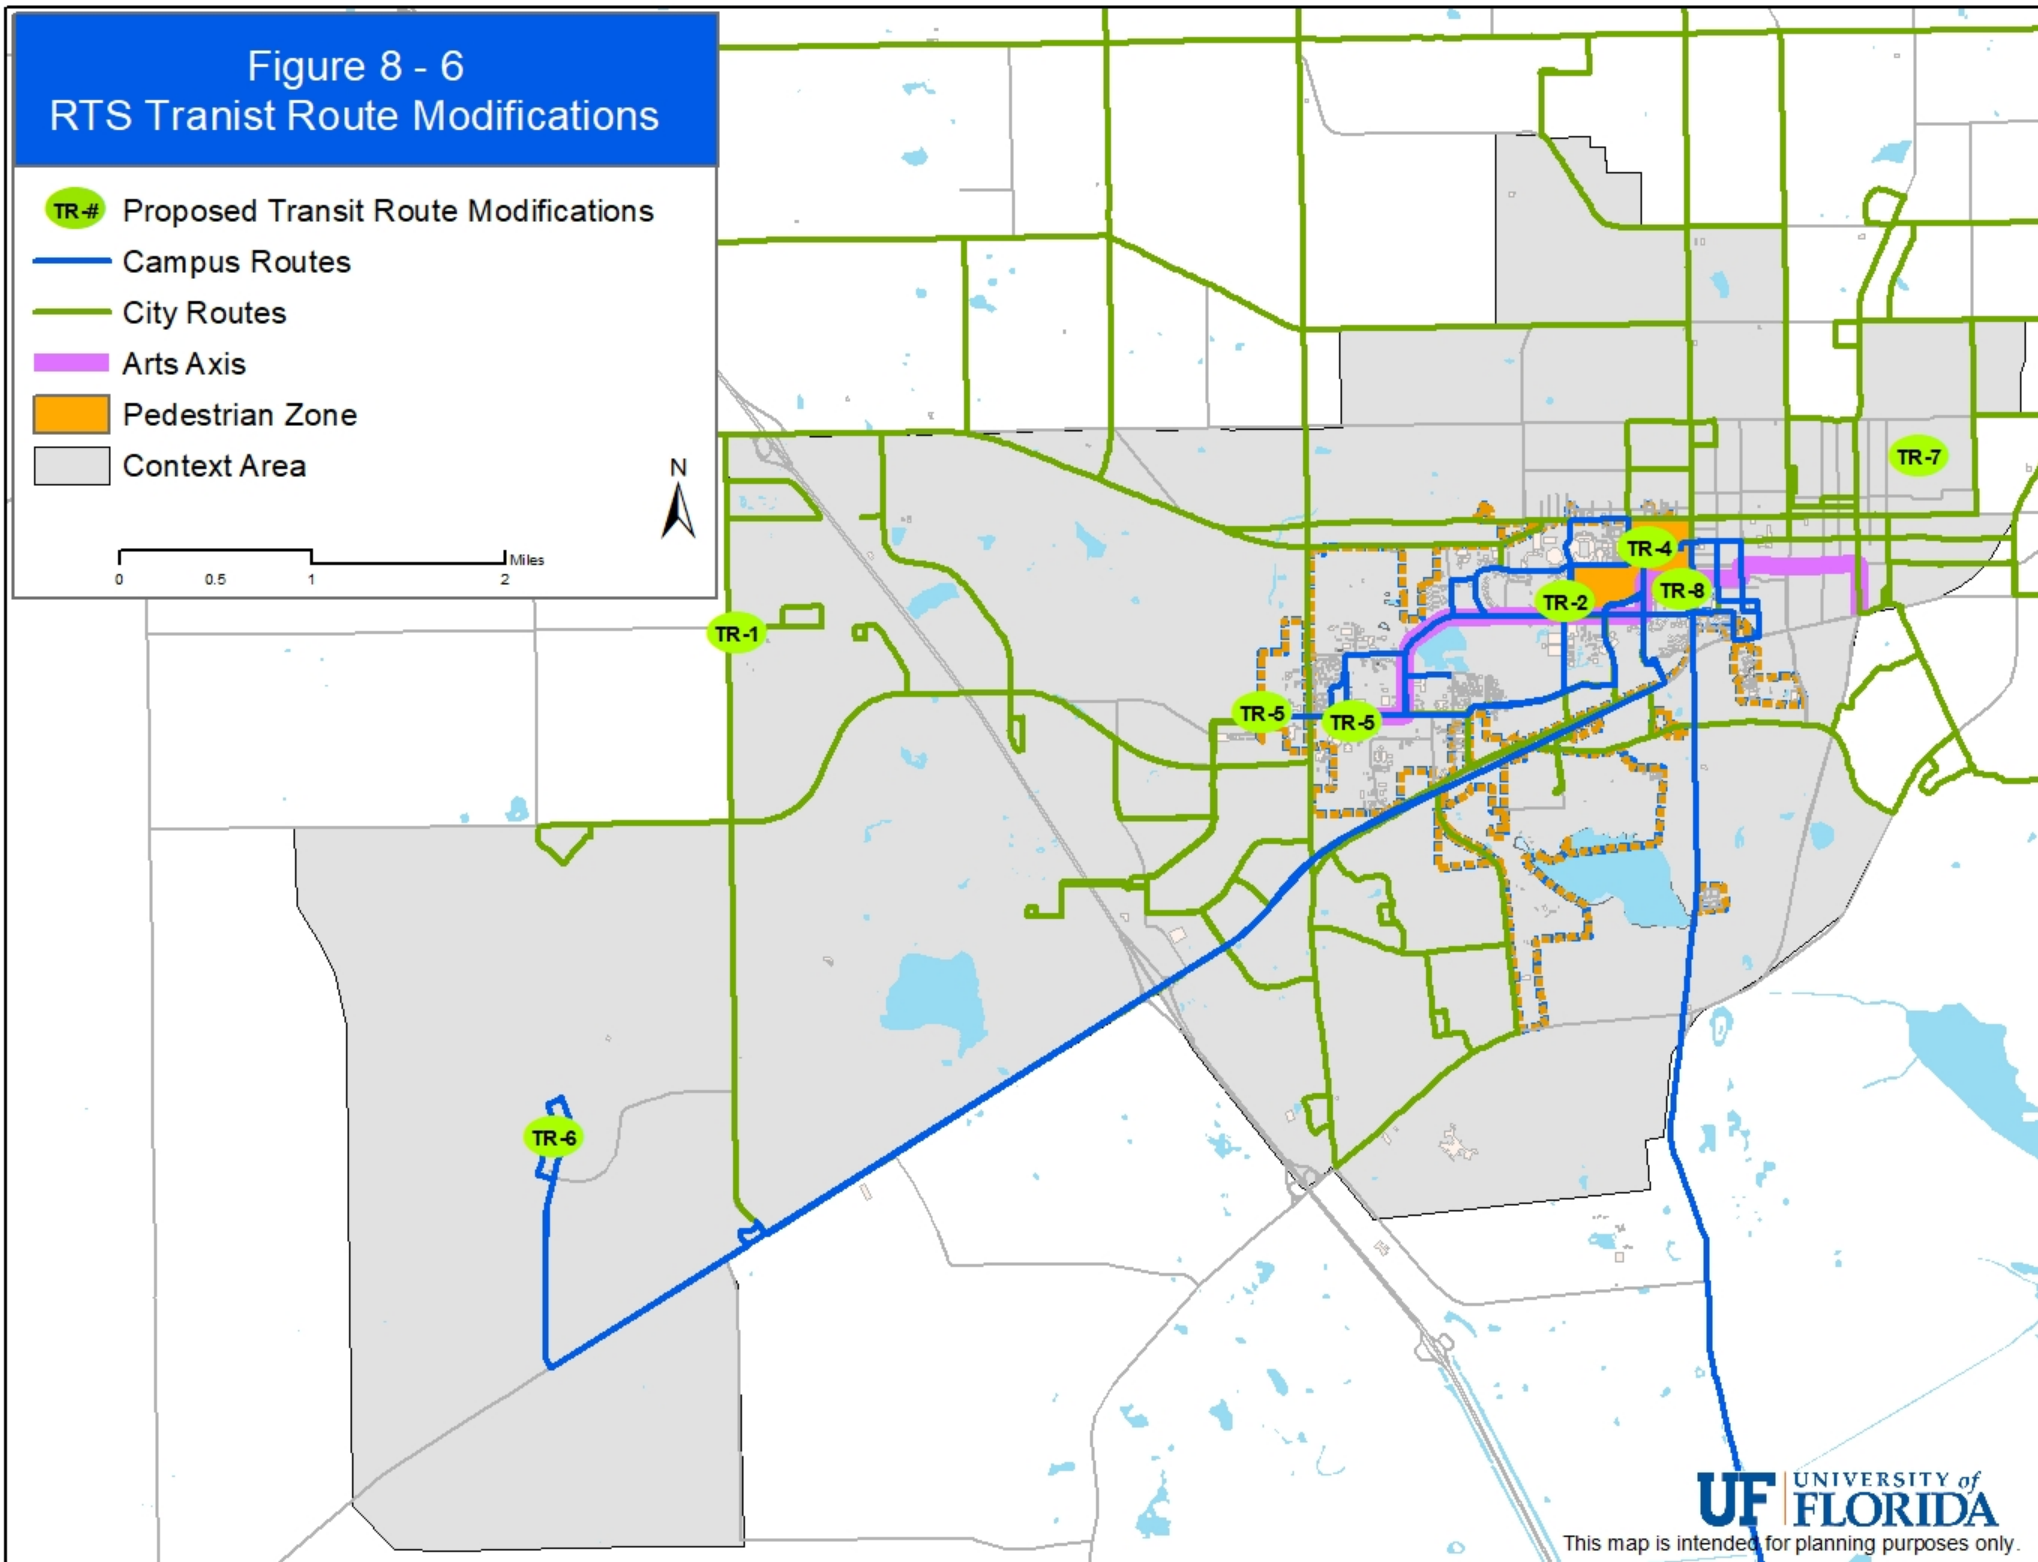 Figure 8 - 6
RTS Tranist Route Modifications
TR-# Proposed Transit Route Modifications
Campus Routes
City Routes
Arts Axis
Pedestrian Zone
Context Area
N
Miles
0 0.5 1 2
TR-7
TR-4
TR-8
TR-2
TR-1
TR-5
TR-5
TR-6
UF UNIVERSITY of
FLORIDA
This map is intended for planning purposes only.